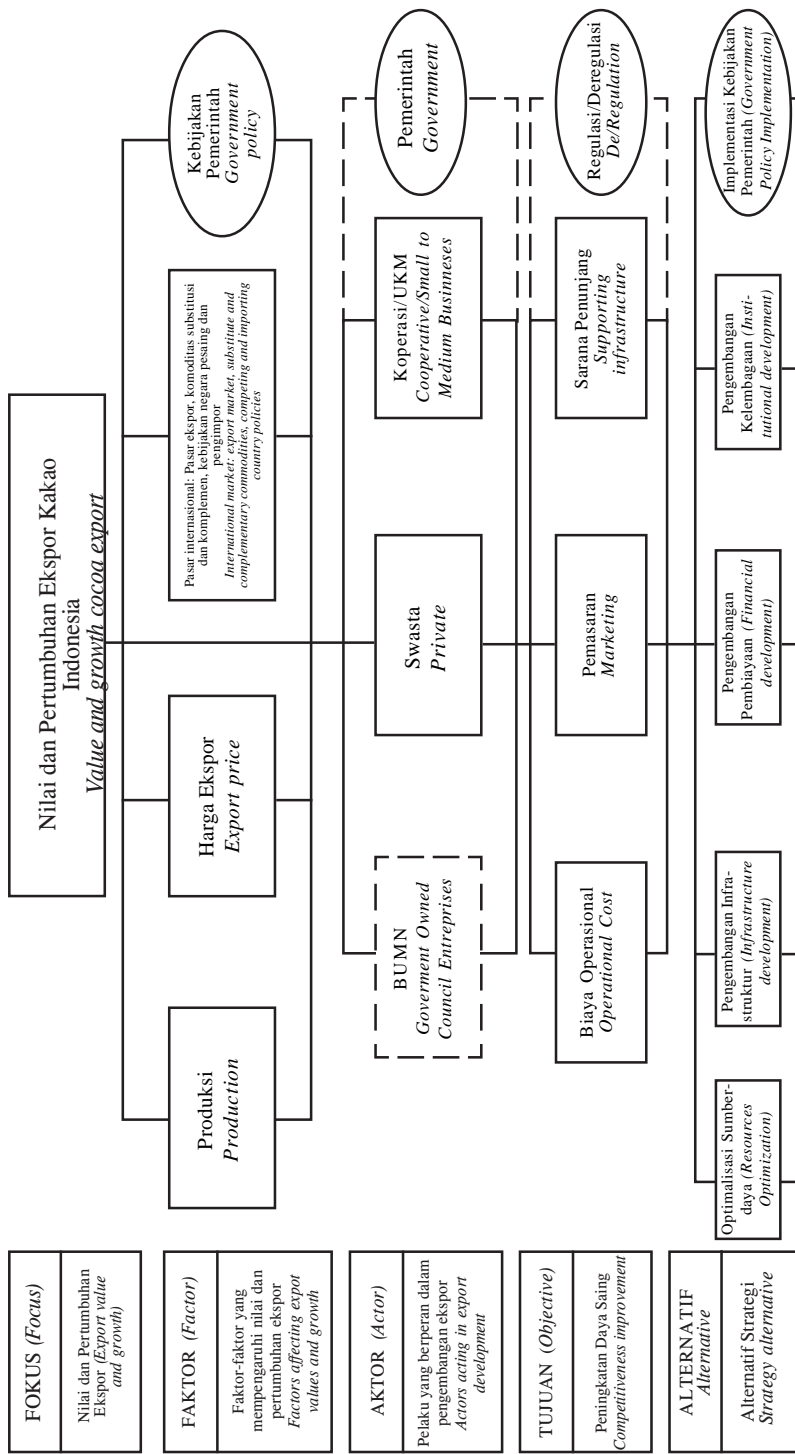 Nilai dan Pertumbuhan Ekspor Kakao
Indonesia
Value and growth cocoa export
FOKUS (Focus)
Nilai dan Pertumbuhan
Ekspor (Export value
and growth)
Produksi
Production
Harga Ekspor
Export price
Pasar internasional: Pasar ekspor, komoditas substitusi
dan komplemen, kebijakan negara pesaing dan
pengimpor
International market: export market, substitute and
complementary commodities, competing and importing
country policies
Kebijakan
Pemerintah
Government
policy
FAKTOR (Factor)
Faktor-faktor yang
mempengaruhi nilai dan
pertumbuhan ekspor
Factors affecting expot
values and growth
BUMN
Goverment Owned
Council Entreprises
Swasta
Private
Koperasi/UKM
Cooperative/Small to
Medium Businneses
Pemerintah
Government
AKTOR (Actor)
Pelaku yang berperan dalam
pengembangan ekspor
Actors acting in export
development
Biaya Operasional
Operational Cost
Pemasaran
Marketing
Sarana Penunjang
Supporting
infrastructure
Regulasi/Deregulasi
De/Regulation
TUJUAN (Objective)
Peningkatan Daya Saing
Competitiveness improvement
Optimalisasi Sumber-
daya (Resources
Optimization)
Pengembangan Infra-
struktur (Infrastructure
development)
Pengembangan
Pembiayaan (Financial
development)
Pengembangan
Kelembagaan (Insti-
tutional development)
Implementasi Kebijakan
Pemerintah (Government
Policy Implementation)
ALTERNATIF
Alternative
Alternatif Strategi
Strategy alternative